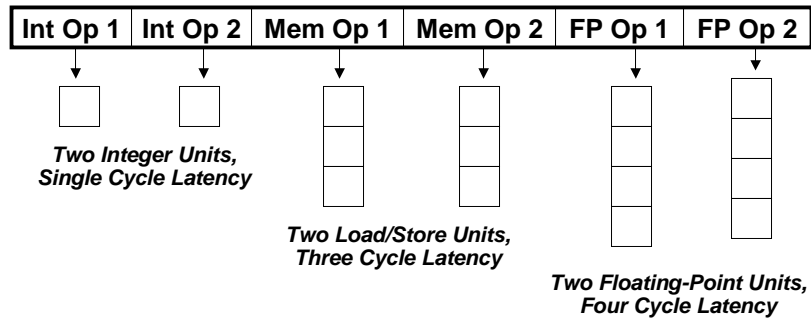 Int Op 1 Int Op 2 Mem Op 1 Mem Op 2 FP Op 1 FP Op 2
Two Integer Units,
Single Cycle Latency
Two Load/Store Units,
Three Cycle Latency
Two Floating-Point Units,
Four Cycle Latency